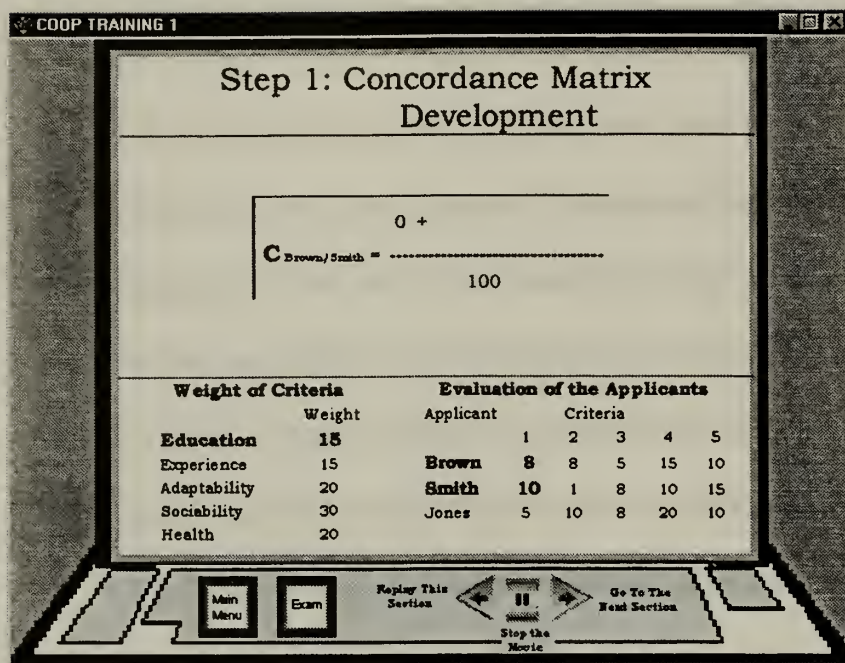 COOP TRAINING 1
Step 1: Concordance Matrix
Development
0 +
C Brown/Smith = --------------------------------
100
Weight of Criteria
Weight
Education 15
Experience 15
Adaptability 20
Sociability 30
Health 20
Evaluation of the Applicants
Applicant Criteria
1 2 3 4 5
Brown 8 8 5 15 10
Smith 10 1 8 10 15
Jones 5 10 8 20 10
Main
Menu
Exam
Replay This
Section
Stop the
Movie
Go To The
Next Section